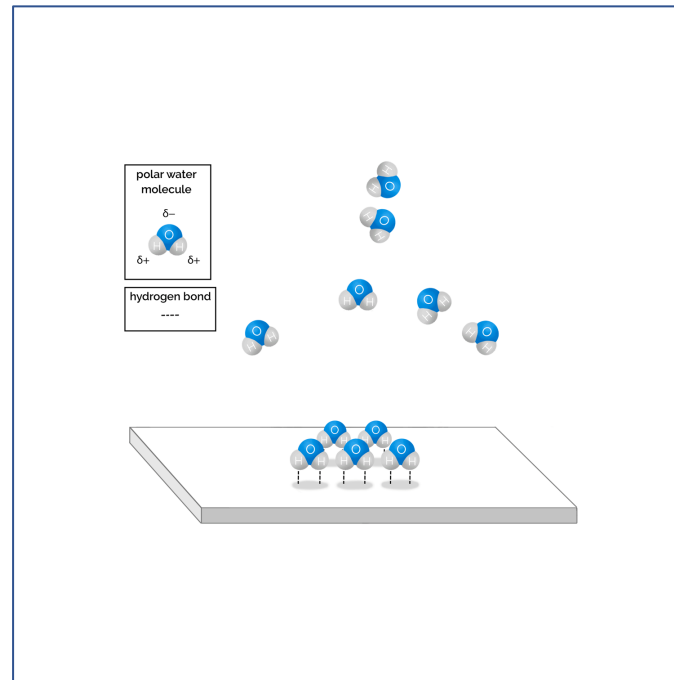 polar water
molecule
δ−
O
H H
δ+ δ+
hydrogen bond
----
H
H O
H O
H
O
H H
O H
H
O
H H
H O
H
O O
H H H H
O O O
H H H H H H